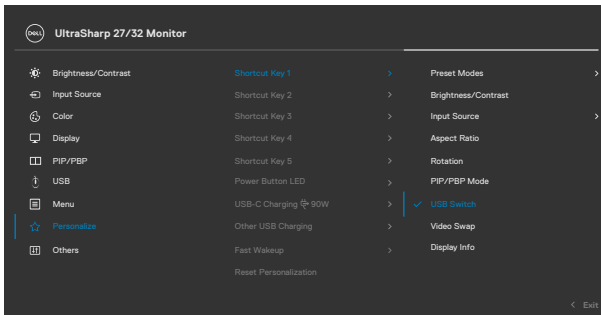 DELL UltraSharp 27/32 Monitor
Brightness/Contrast
Input Source
Color
Display
PIP/PBP
USB
Menu
Personalize
Others
Shortcut Key 1
Shortcut Key 2
Shortcut Key 3
Shortcut Key 4
Shortcut Key 5
Power Button LED
USB-C Charging 90W
Other USB Charging
Fast Wakeup
Reset Personalization
Preset Modes
Brightness/Contrast
Input Source
Aspect Ratio
Rotation
PIP/PBP Mode
USB Switch
Video Swap
Display Info
Exit